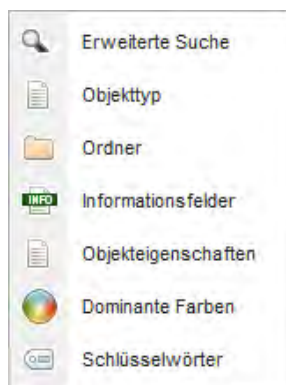 Erweiterte Suche
Objekttyp
Ordner
INFO Informationsfelder
Objekteigenschaften
Dominante Farben
Schlüsselwörter